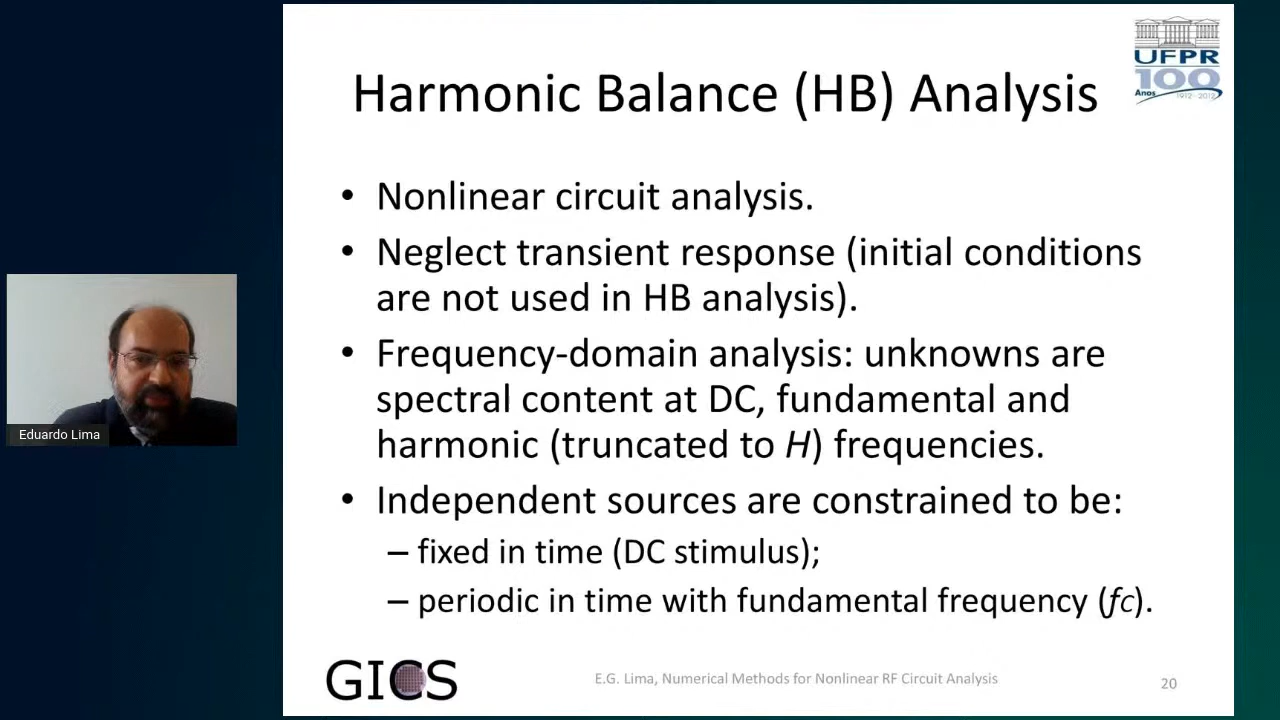 Harmonic Balance (HB) Analysis
UFPR
100
Anos 1912-2012
• Nonlinear circuit analysis.
• Neglect transient response (initial conditions
are not used in HB analysis).
• Frequency-domain analysis: unknowns are
spectral content at DC, fundamental and
harmonic (truncated to H) frequencies.
• Independent sources are constrained to be:
– fixed in time (DC stimulus);
– periodic in time with fundamental frequency (fc).
Eduardo Lima
GICS
E.G. Lima, Numerical Methods for Nonlinear RF Circuit Analysis
20